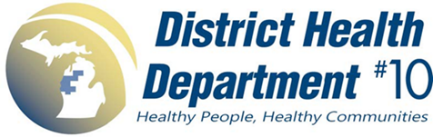 District Health
Department #10
Healthy People, Healthy Communities